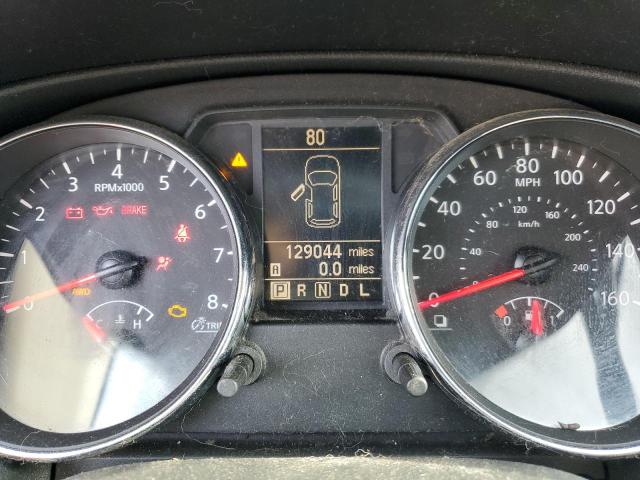 80
0 1 2 3 4 5 6 7 8
RPMx1000
BRAKE
AWD
C H
TRIP
129044 miles
A 0.0 miles
P R N D L
0 20 40 60 80 100 120 140 160
MPH
40 80 120 160 200 240
km/h
0